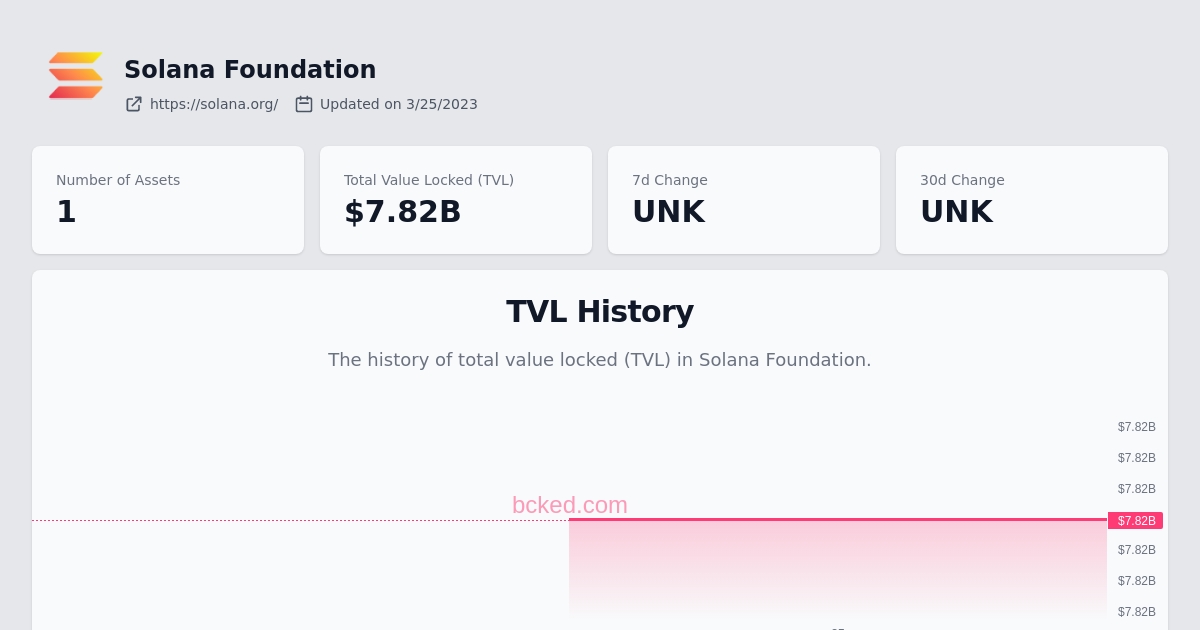 Solana Foundation
https://solana.org/ Updated on 3/25/2023
Number of Assets
1
Total Value Locked (TVL)
$7.82B
7d Change
UNK
30d Change
UNK
TVL History
The history of total value locked (TVL) in Solana Foundation.
$7.82B
$7.82B
$7.82B
bcked.com
$7.82B
$7.82B
$7.82B
$7.82B